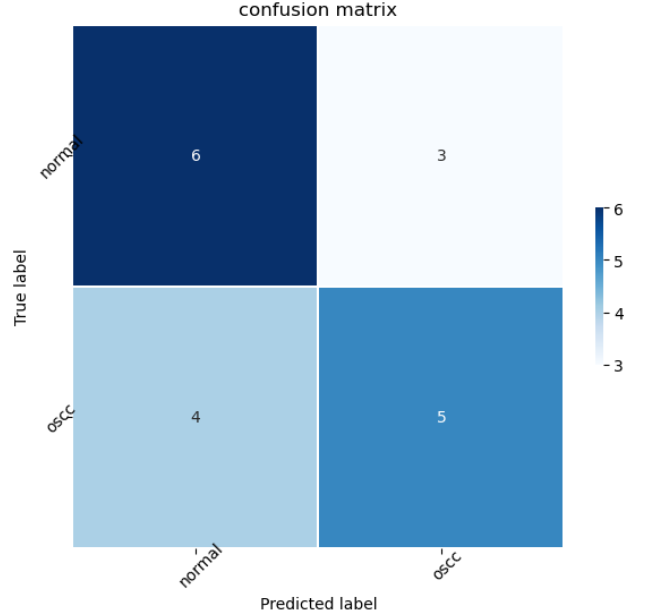 confusion matrix
normal
6
3
6
5
4
3
True label
oscc
4
5
normal
oscc
Predicted label